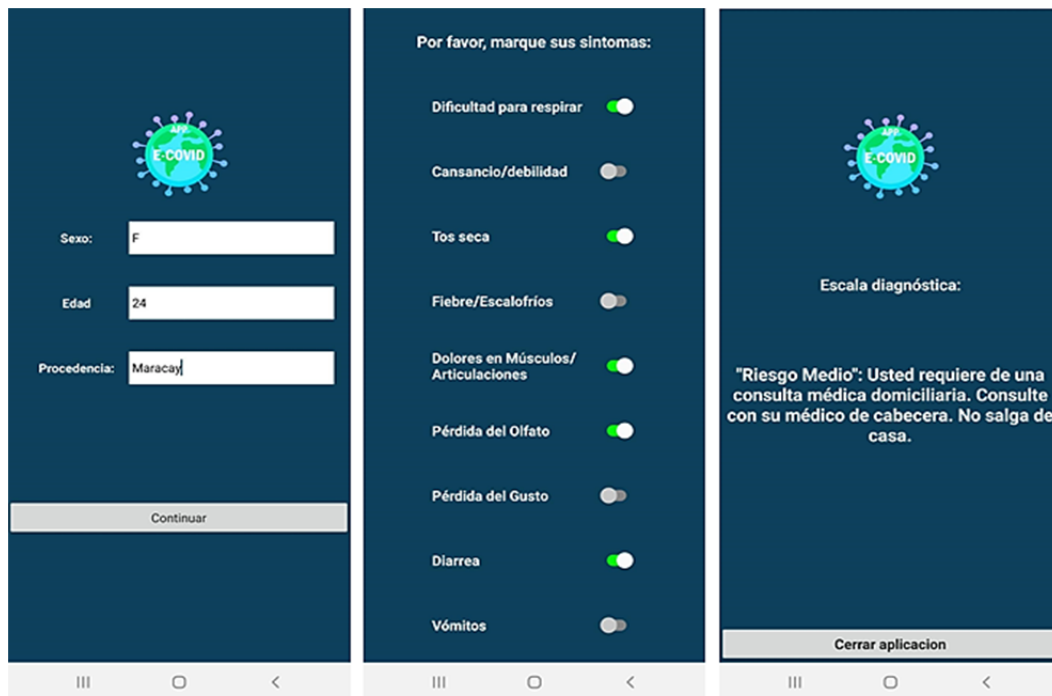 APP.
E-COVID
Sexo:
F
Edad
24
Procedencia:
Maracay
Continuar
Por favor, marque sus sintomas:
Dificultad para respirar
Cansancio/debilidad
Tos seca
Fiebre/Escalofríos
Dolores en Músculos/
Articulaciones
Pérdida del Olfato
Pérdida del Gusto
Diarrea
Vómitos
APP.
E-COVID
Escala diagnóstica:
"Riesgo Medio": Usted requiere de una
consulta médica domiciliaria. Consulte
con su médico de cabecera. No salga de
casa.
Cerrar aplicacion